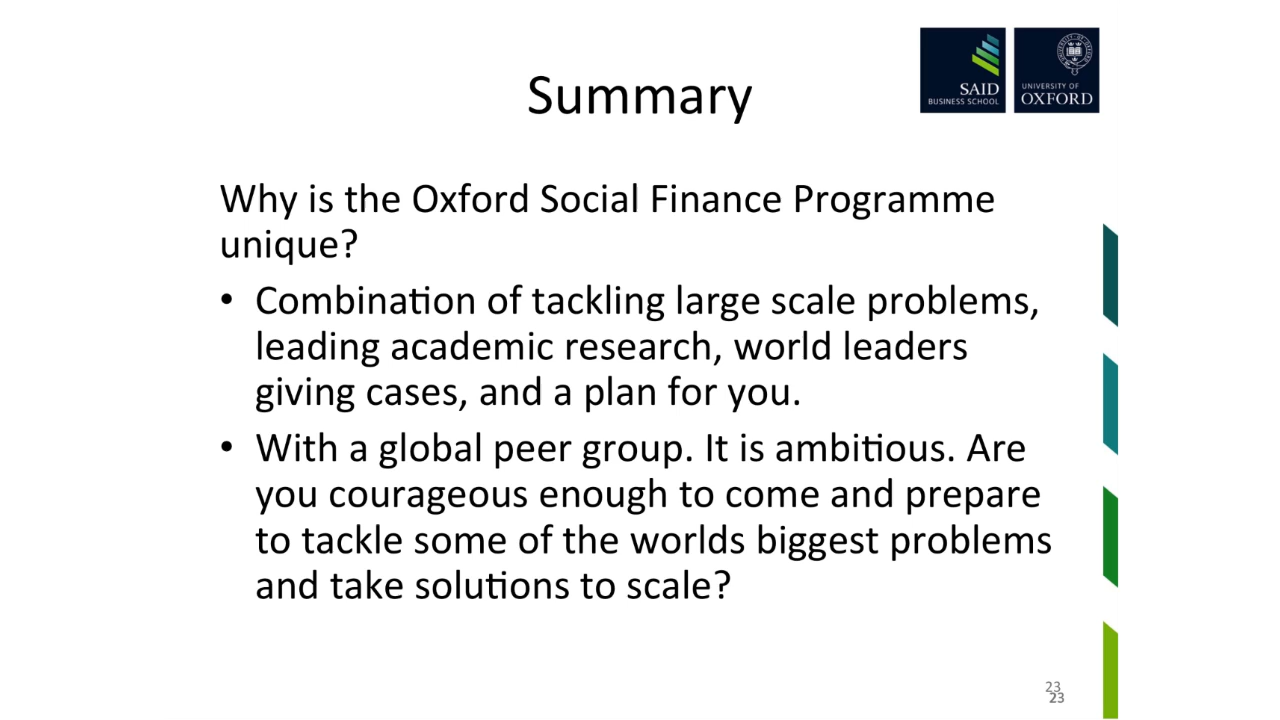 Summary
SAID
BUSINESS SCHOOL
UNIVERSITY OF
OXFORD
Why is the Oxford Social Finance Programme
unique?
• Combination of tackling large scale problems,
leading academic research, world leaders
giving cases, and a plan for you.
• With a global peer group. It is ambitious. Are
you courageous enough to come and prepare
to tackle some of the worlds biggest problems
and take solutions to scale?
23
23